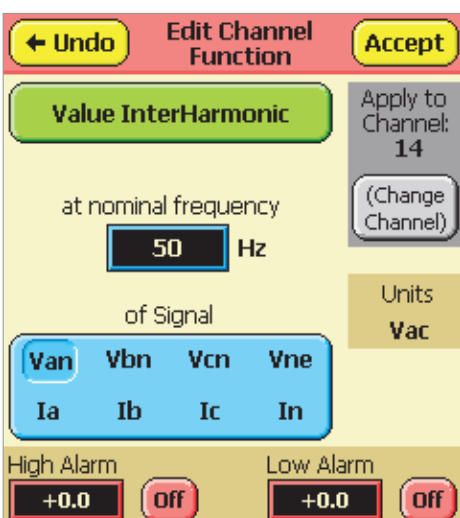 ← Undo
Edit Channel
Function
Accept
Value InterHarmonic
Apply to
Channel:
14
(Change
Channel)
at nominal frequency
50 Hz
of Signal
Units
Vac
Van Vbn Vcn Vne
Ia Ib Ic In
High Alarm
+0.0 Off
Low Alarm
+0.0 Off